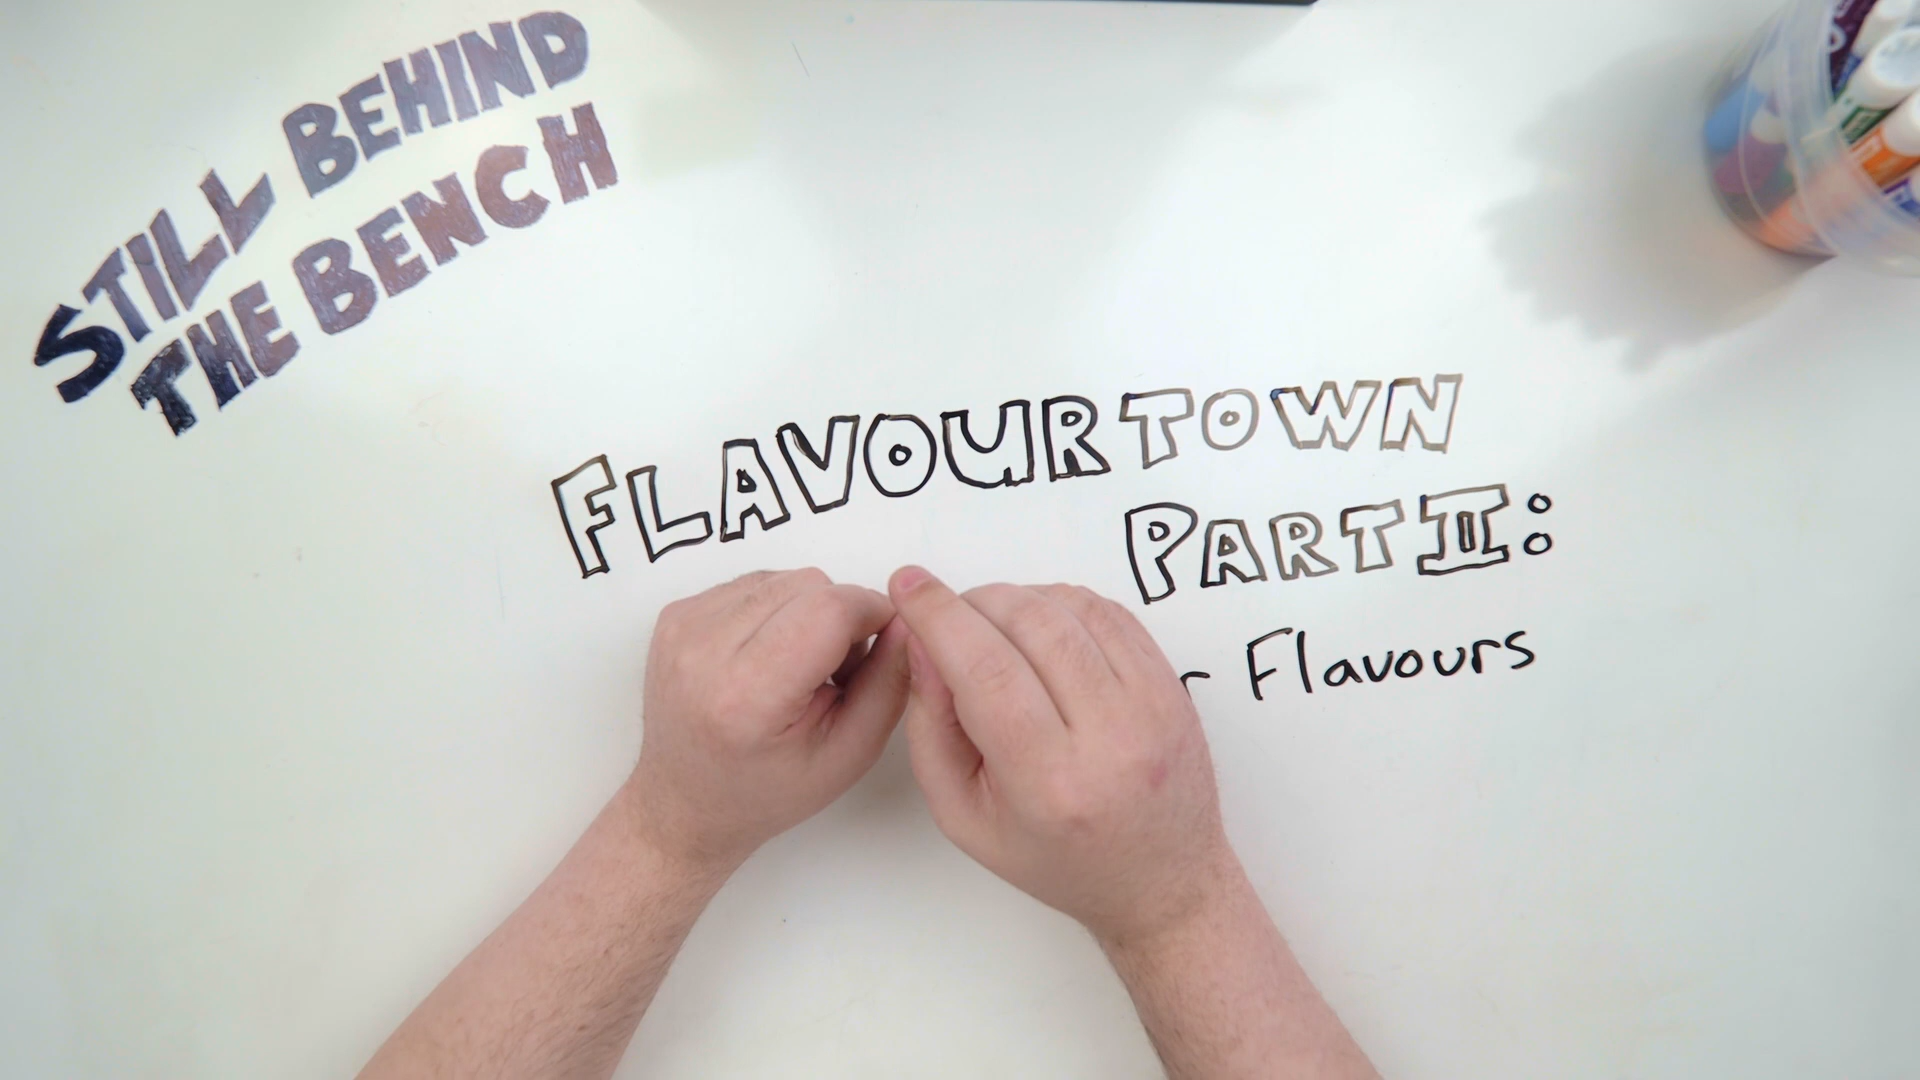 STILL BEHIND
THE BENCH
FLAVOURTOWN
PART II:
Flavours